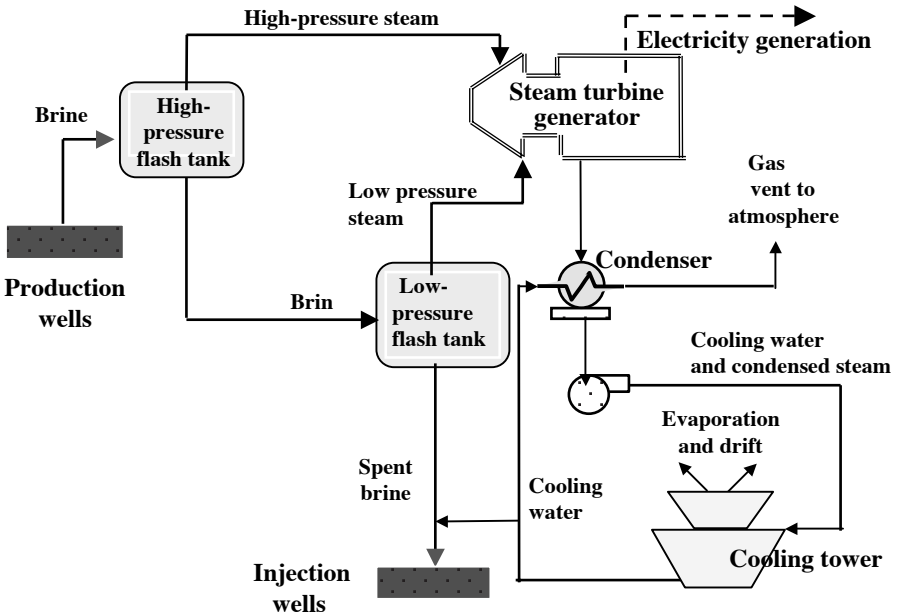 High-pressure steam
Electricity generation
Brine
High-
pressure
flash tank
Steam turbine
generator
Low pressure
steam
Gas
vent to
atmosphere
Production
wells
Condenser
Brin
Low-
pressure
flash tank
Cooling water
and condensed steam
Evaporation
and drift
Spent
brine
Cooling
water
Cooling tower
Injection
wells